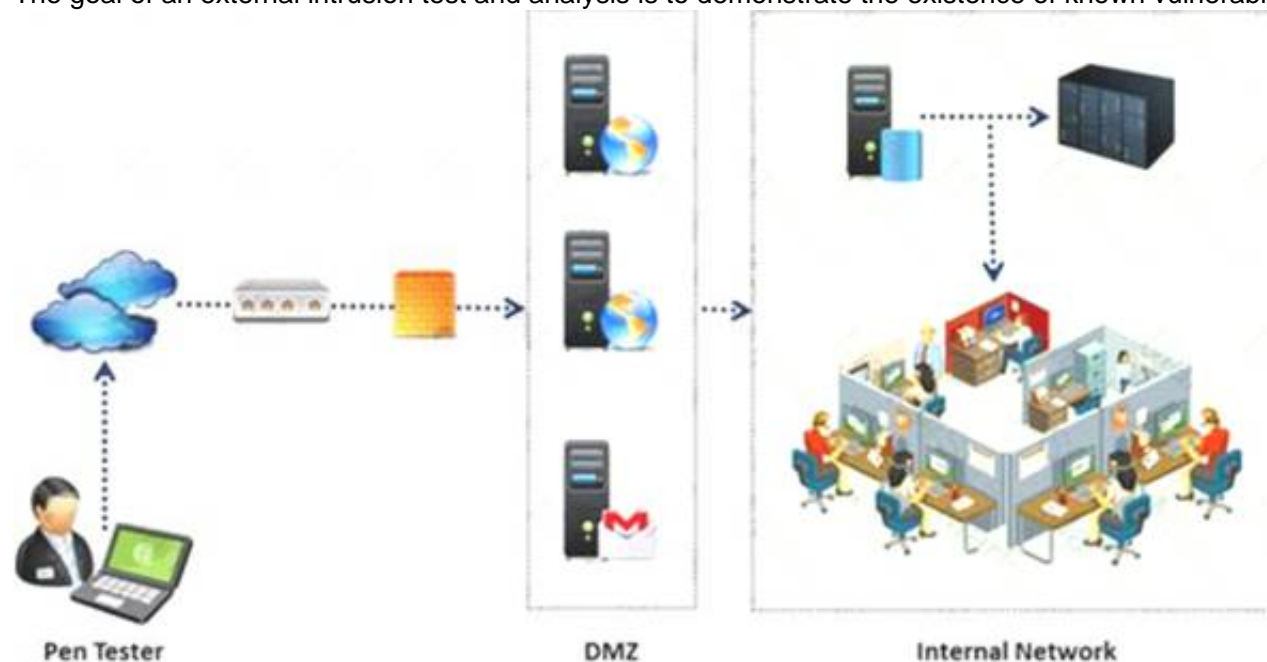 The goal of an external intrusion test and analysis is to demonstrate the existence of known
Pen Tester
DMZ
Internal Network